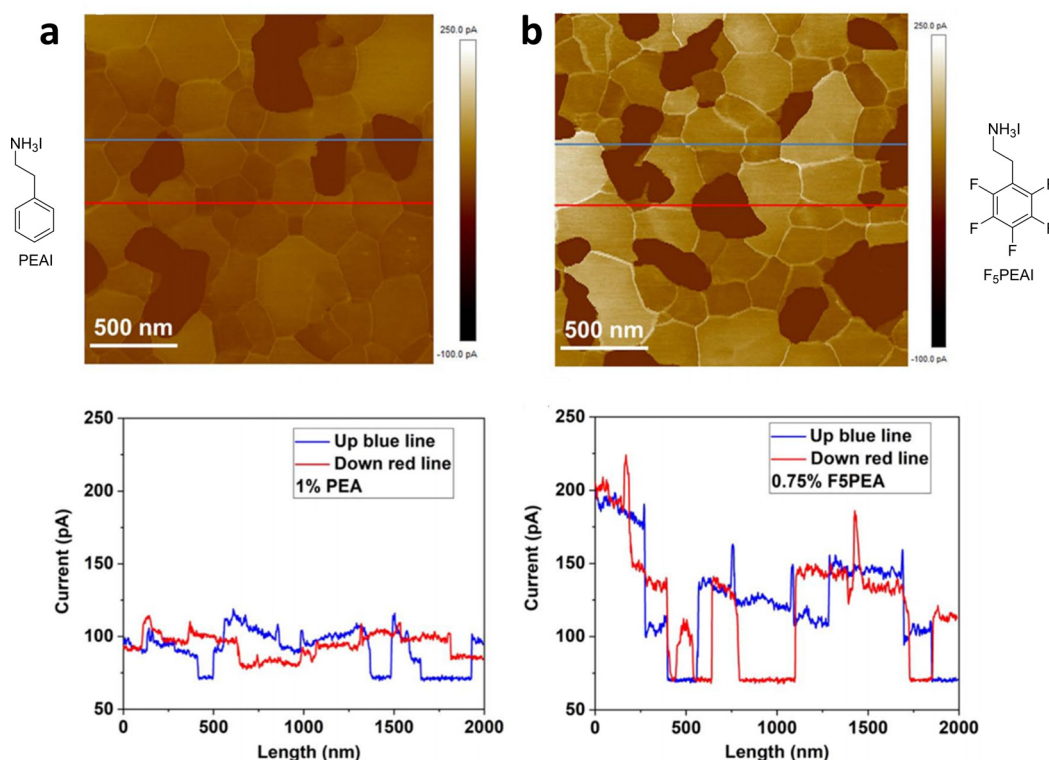 a
b
250.0 pA
250.0 pA
NH3I
PEAI
NH3I
F
F
F
F
F
F5PEAI
500 nm
500 nm
-100.0 pA
-100.0 pA
250
200
150
100
50
Current (pA)
Up blue line
Down red line
1% PEA
0
500
1000
1500
2000
Length (nm)
250
200
150
100
50
Current (pA)
Up blue line
Down red line
0.75% F5PEA
0
500
1000
1500
2000
Length (nm)